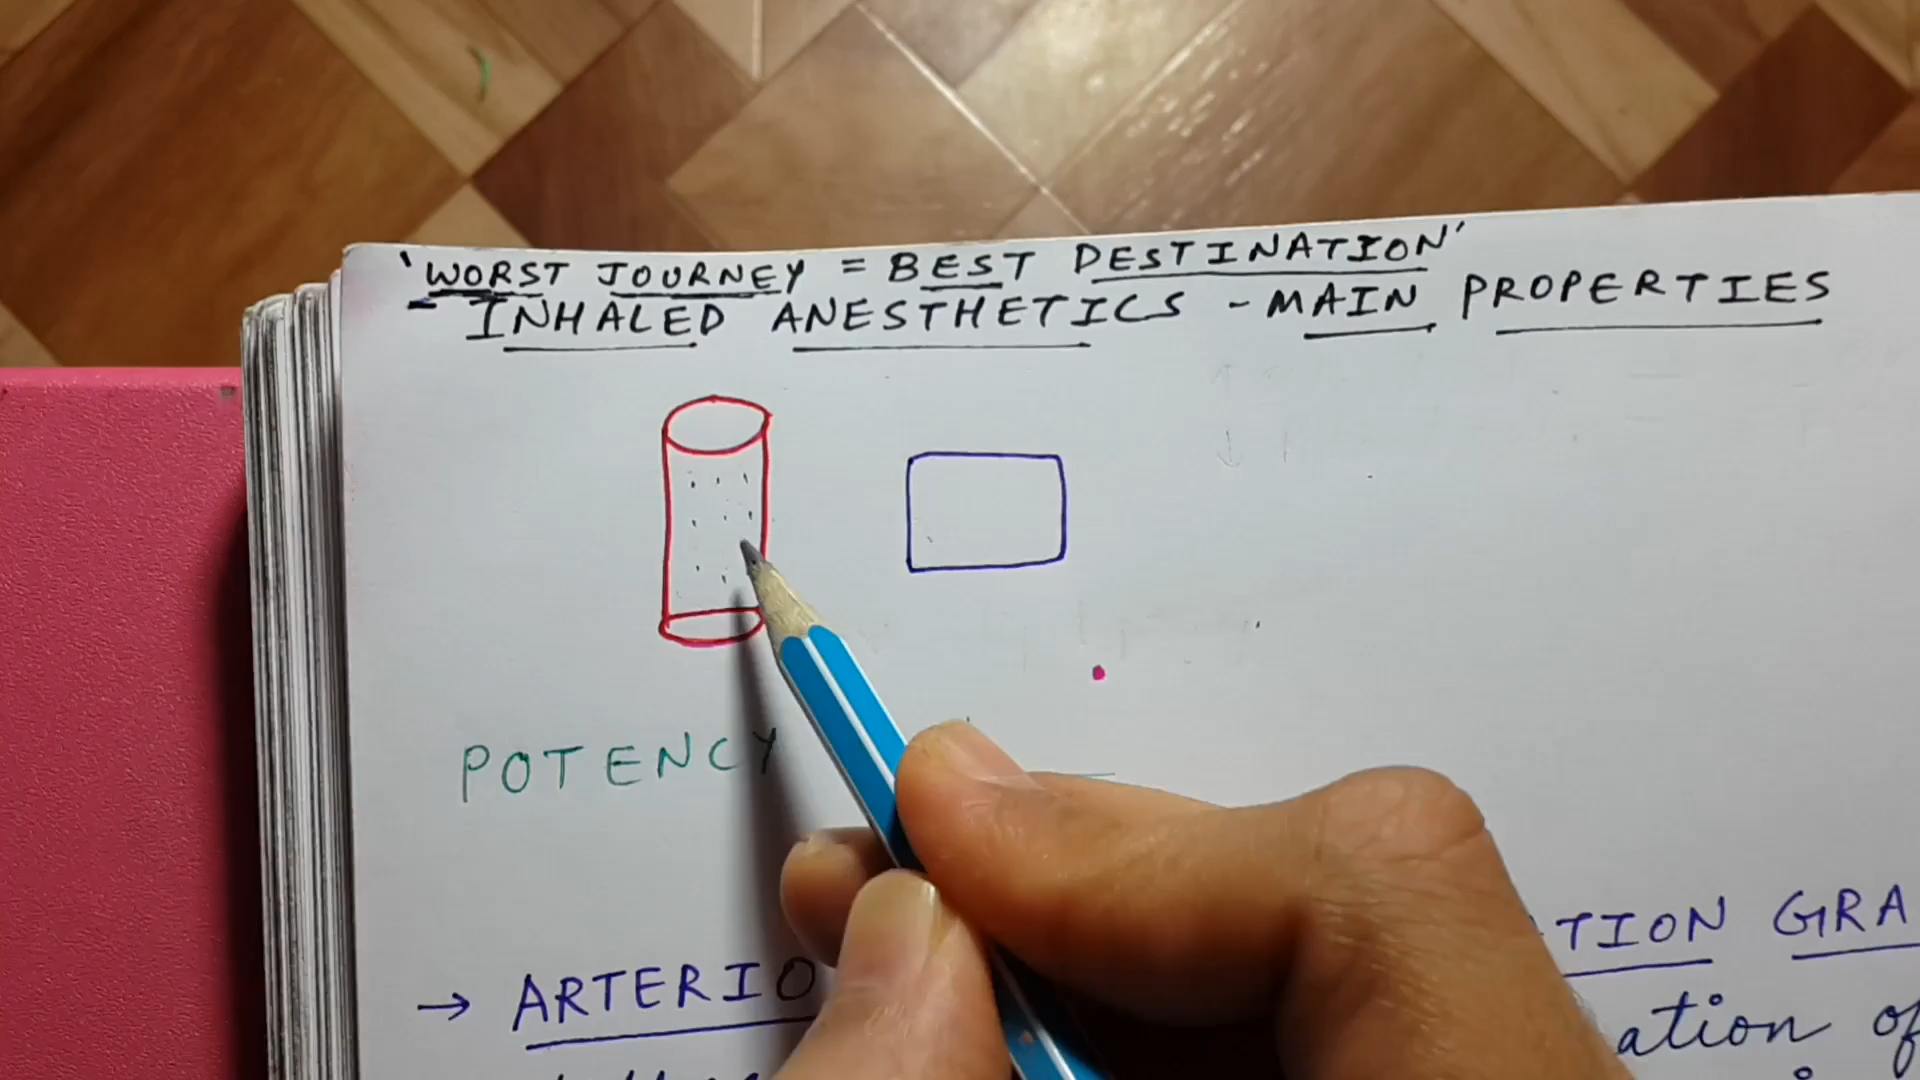 'WORST JOURNEY = BEST DESTINATION'
- INHALED ANESTHETICS - MAIN PROPERTIES
POTENCY
→ ARTERIO TION GRA
ation of